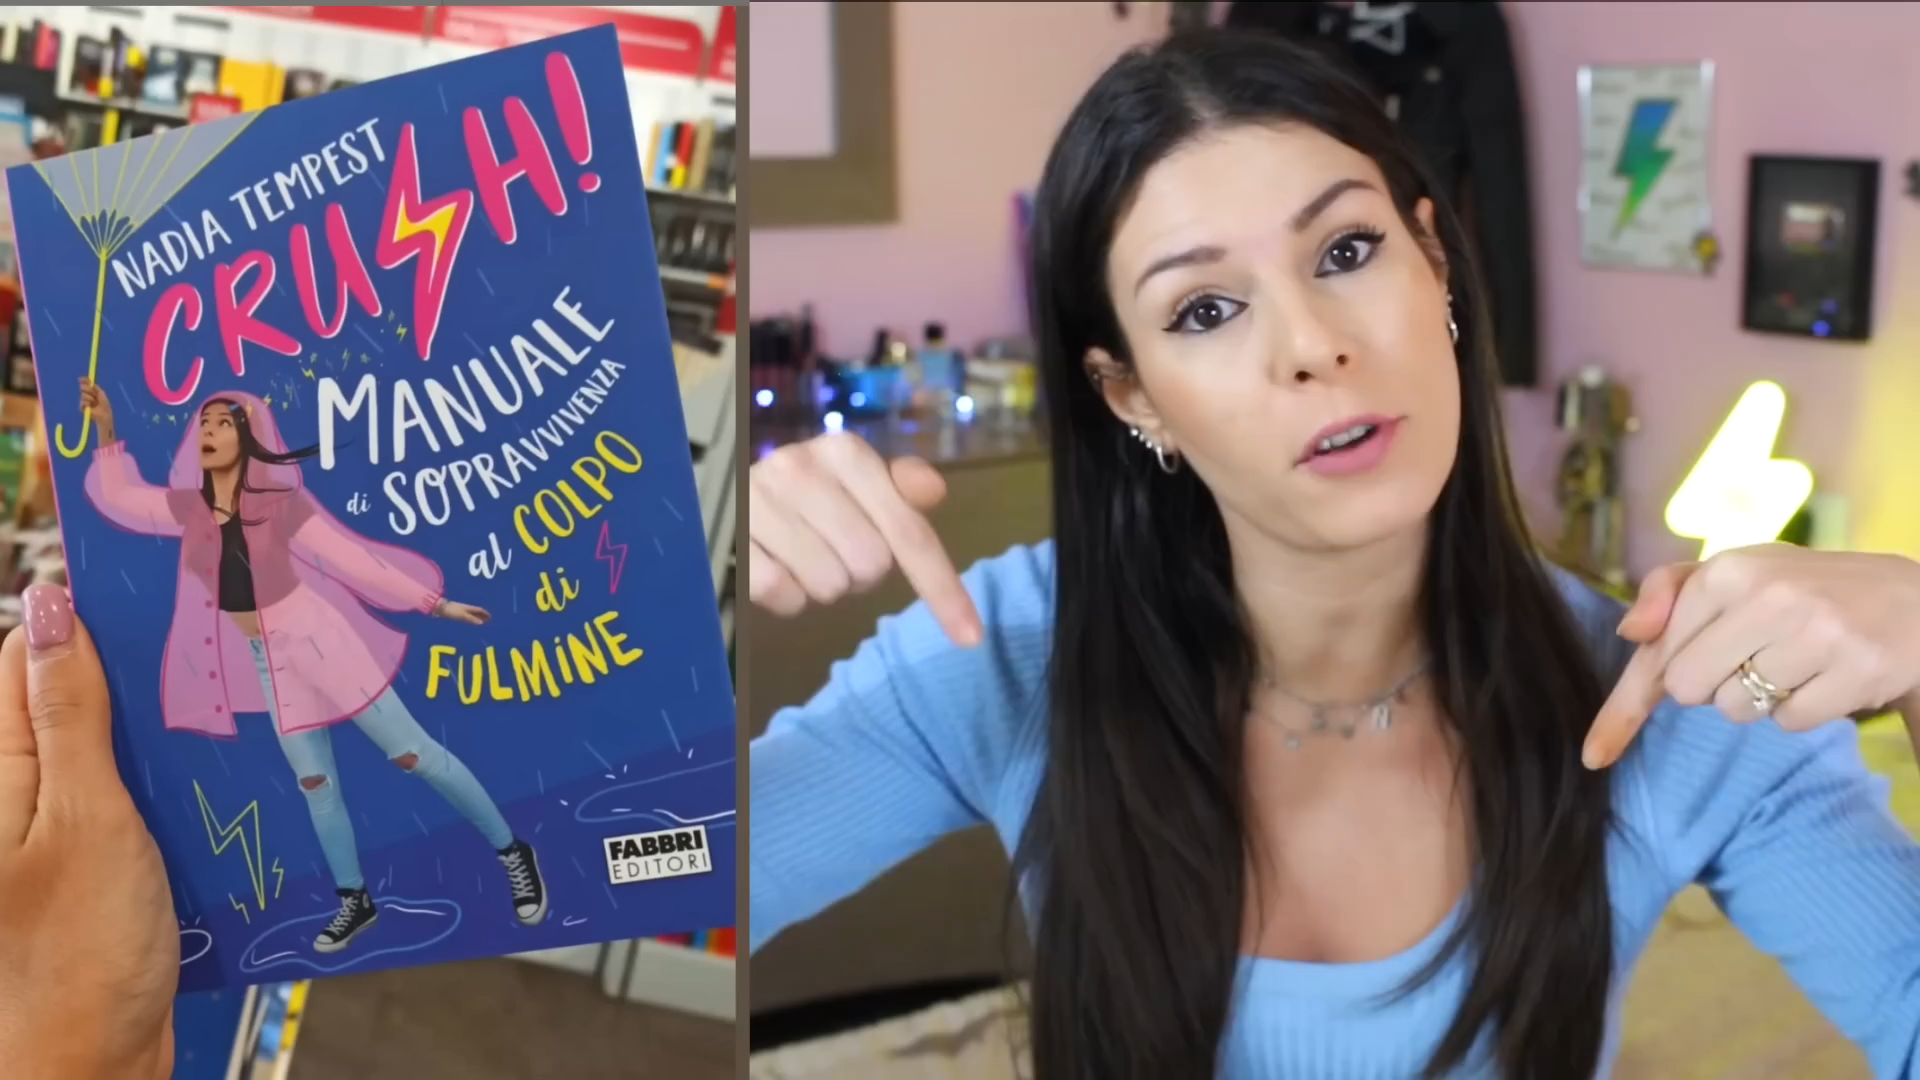 NADIA TEMPEST
CRUSH!
MANUALE
di SOPRAVVIVENZA
al COLPO
di
FULMINE
FABBRI
EDITORI